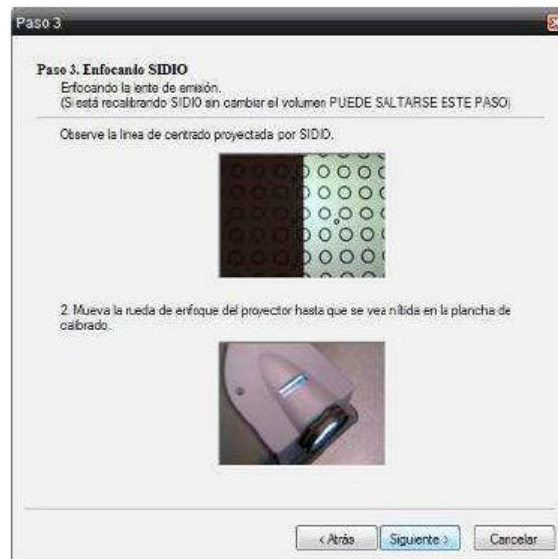 Paso 3
Paso 3. Enfocando SIDIO
Enfocando la lente de emisión.
(Si está recalibrando SIDIO sin cambiar el volumen PUEDE SALTARSE ESTE PASO)
Observe la linea de centrado proyectada por SIDIO.
2. Mueva la rueda de enfoque del proyector hasta que se vea nítida en la plancha de
calibrado.
< Atrás
Siguiente >
Cancelar